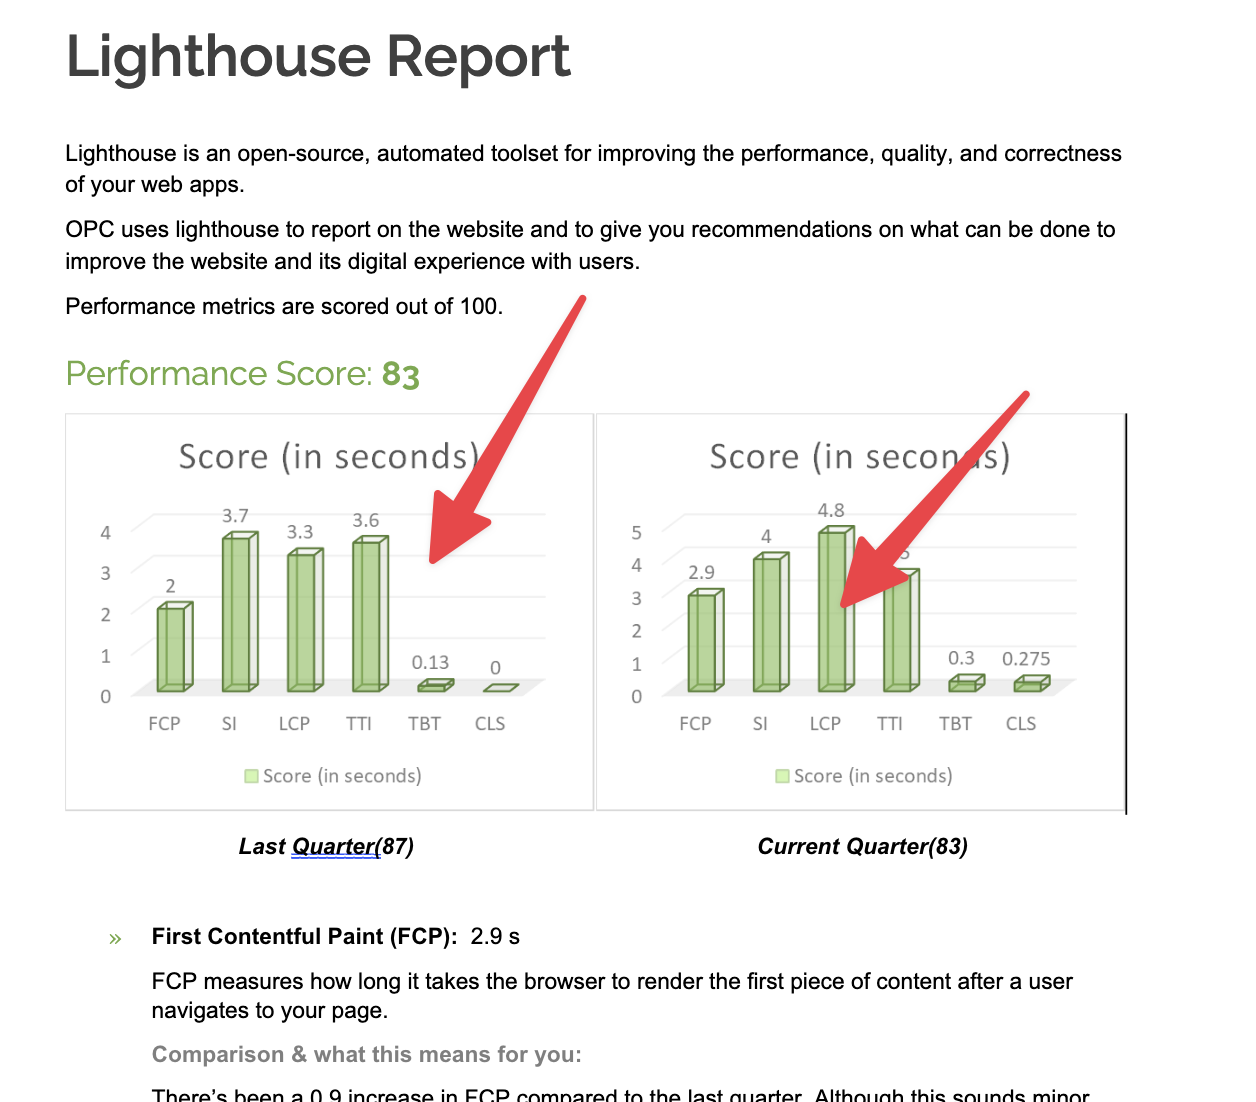 Lighthouse Report
Lighthouse is an open-source, automated toolset for improving the performance, quality, and correctness
of your web apps.
OPC uses lighthouse to report on the website and to give you recommendations on what can be done to
improve the website and its digital experience with users.
Performance metrics are scored out of 100.
Performance Score: 83
Score (in seconds)
4
3
2
1
0
2
3.7
3.3
3.6
0.13
0
FCP SI LCP TTI TBT CLS
Score (in seconds)
Last Quarter(87)
Score (in seconds)
5
4
3
2
1
0
2.9
4
4.8
0.3
0.275
FCP SI LCP TTI TBT CLS
Score (in seconds)
Current Quarter(83)
» First Contentful Paint (FCP): 2.9 s
FCP measures how long it takes the browser to render the first piece of content after a user
navigates to your page.
Comparison & what this means for you:
There's been a 0.9 increase in FCP compared to the last quarter. Although this sounds minor